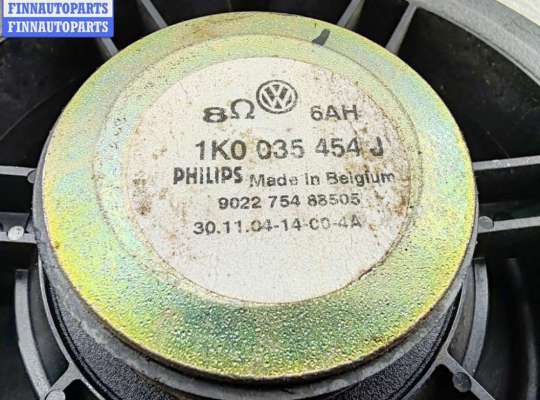 FINNAUTOPARTS
FINNAUTOPARTS
8Ω VW 6AH
1K0 035 454 J
PHILIPS Made in Belgium
9022 754 88505
30.11.04-14-00-4A